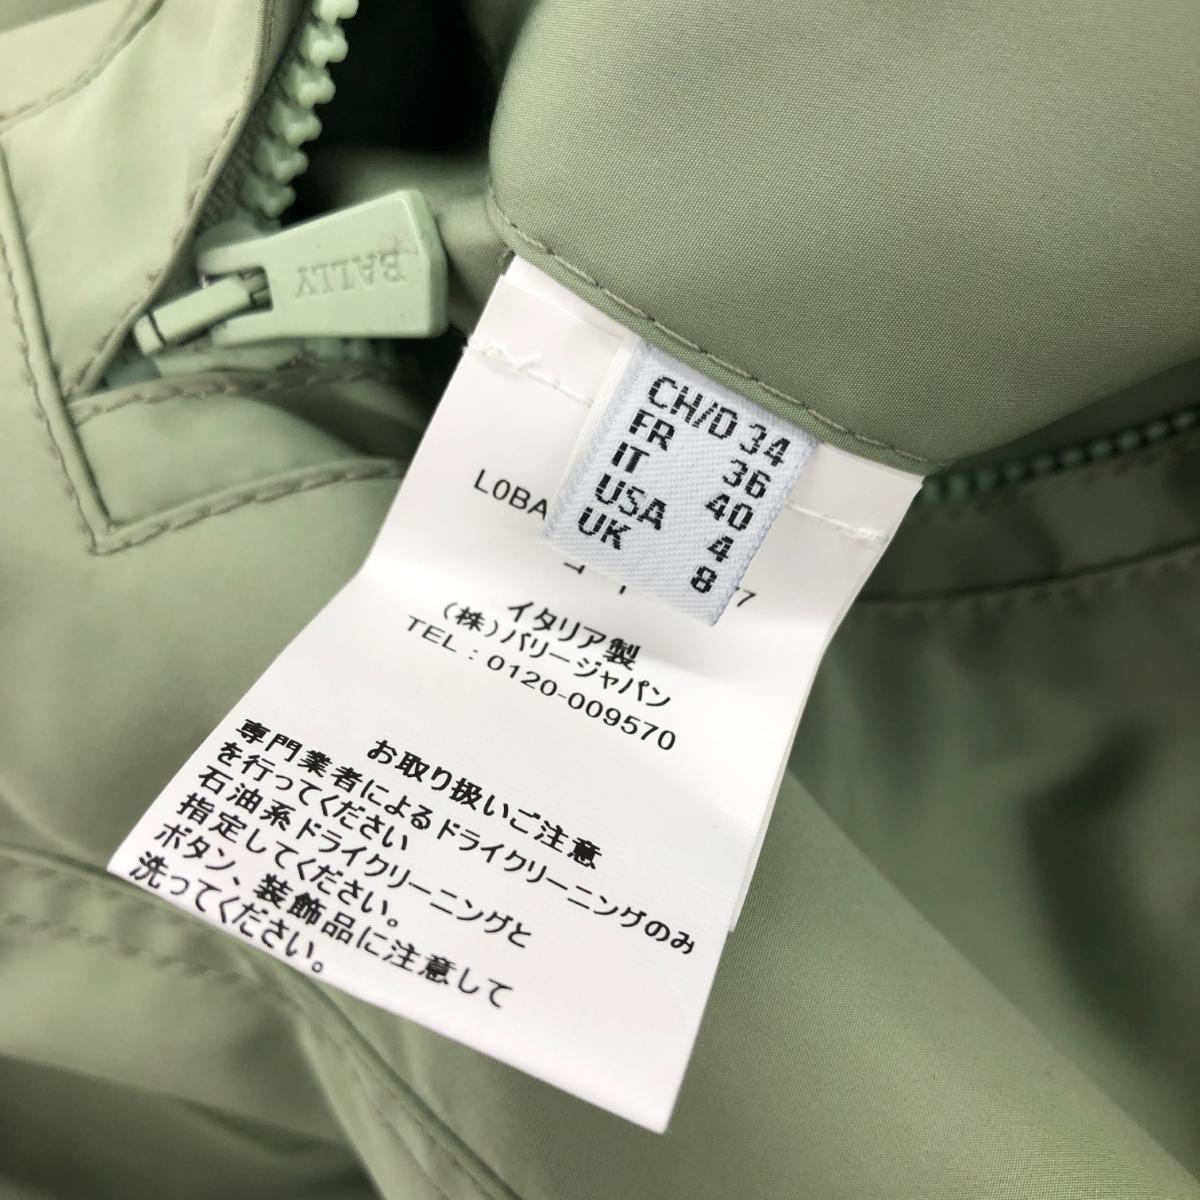 BALLY
CH/D 34
FR 36
IT 40
USA 4
UK 8
イタリア製
(株)バリージャパン
TEL：0120-009570
お取り扱いご注意
専門業者によるドライクリーニングのみ
を行ってください
石油系ドライクリーニングと
指定してください。
ボタン、装飾品に注意して
洗ってください。